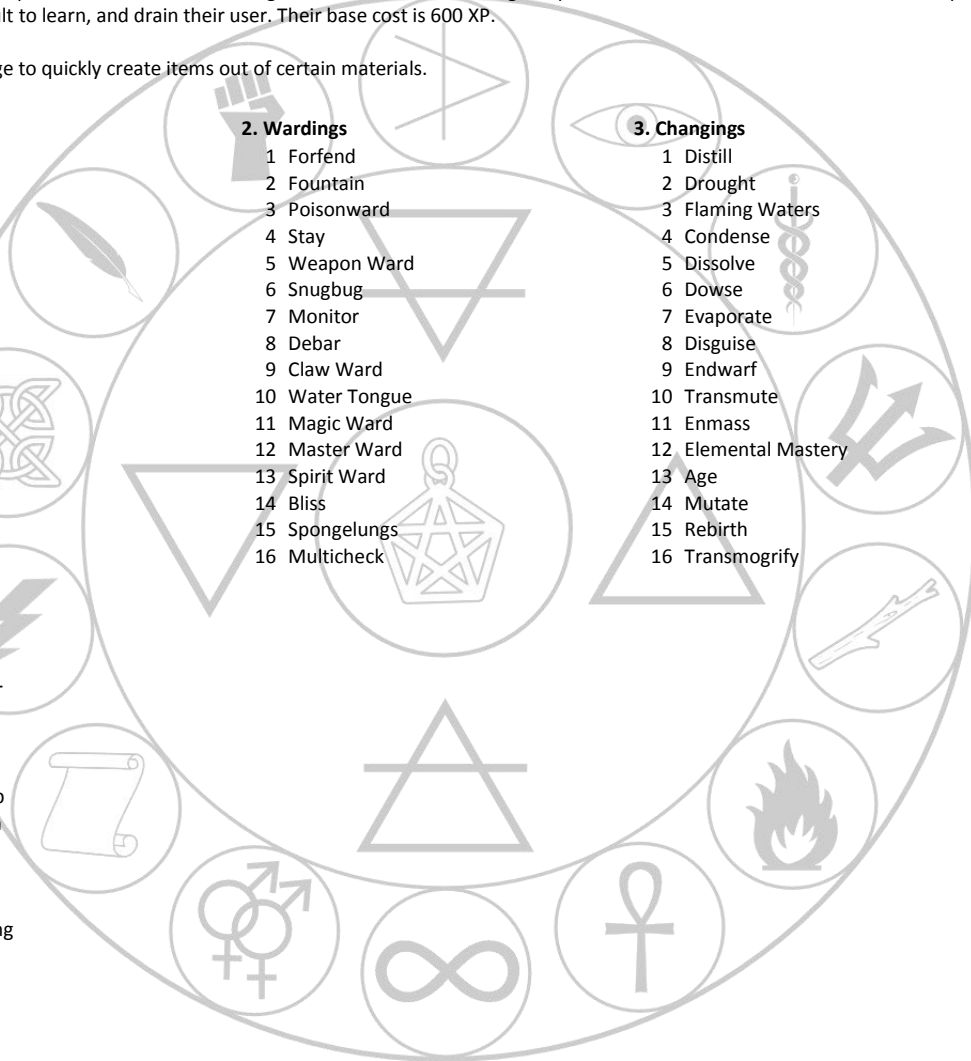 ult to learn, and drain their user. Their base cost is 600 XP.
ge to quickly create items out of certain materials.
2. Wardings
1 Forfend
2 Fountain
3 Poisonward
4 Stay
5 Weapon Ward
6 Snugbug
7 Monitor
8 Debar
9 Claw Ward
10 Water Tongue
11 Magic Ward
12 Master Ward
13 Spirit Ward
14 Bliss
15 Spongelungs
16 Multicheck
3. Changings
1 Distill
2 Drought
3 Flaming Waters
4 Condense
5 Dissolve
6 Dowse
7 Evaporate
8 Disguise
9 Endwarf
10 Transmute
11 Enmass
12 Elemental Mastery
13 Age
14 Mutate
15 Rebirth
16 Transmogrify